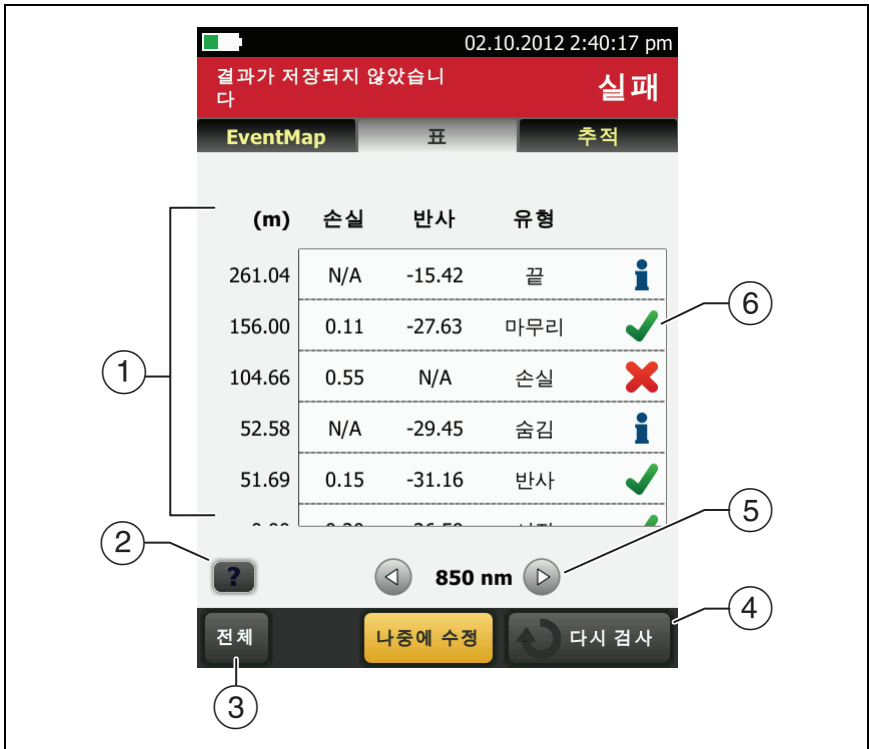 02.10.2012 2:40:17 pm
결과가 저장되지 않았습니
다
실패
EventMap 표 추적
(m) 손실 반사 유형
261.04 N/A -15.42 끝
156.00 0.11 -27.63 마무리
104.66 0.55 N/A 손실
52.58 N/A -29.45 숨김
51.69 0.15 -31.16 반사
?
850 nm
전체 나중에 수정 다시 검사
1
2
3
4
5
6